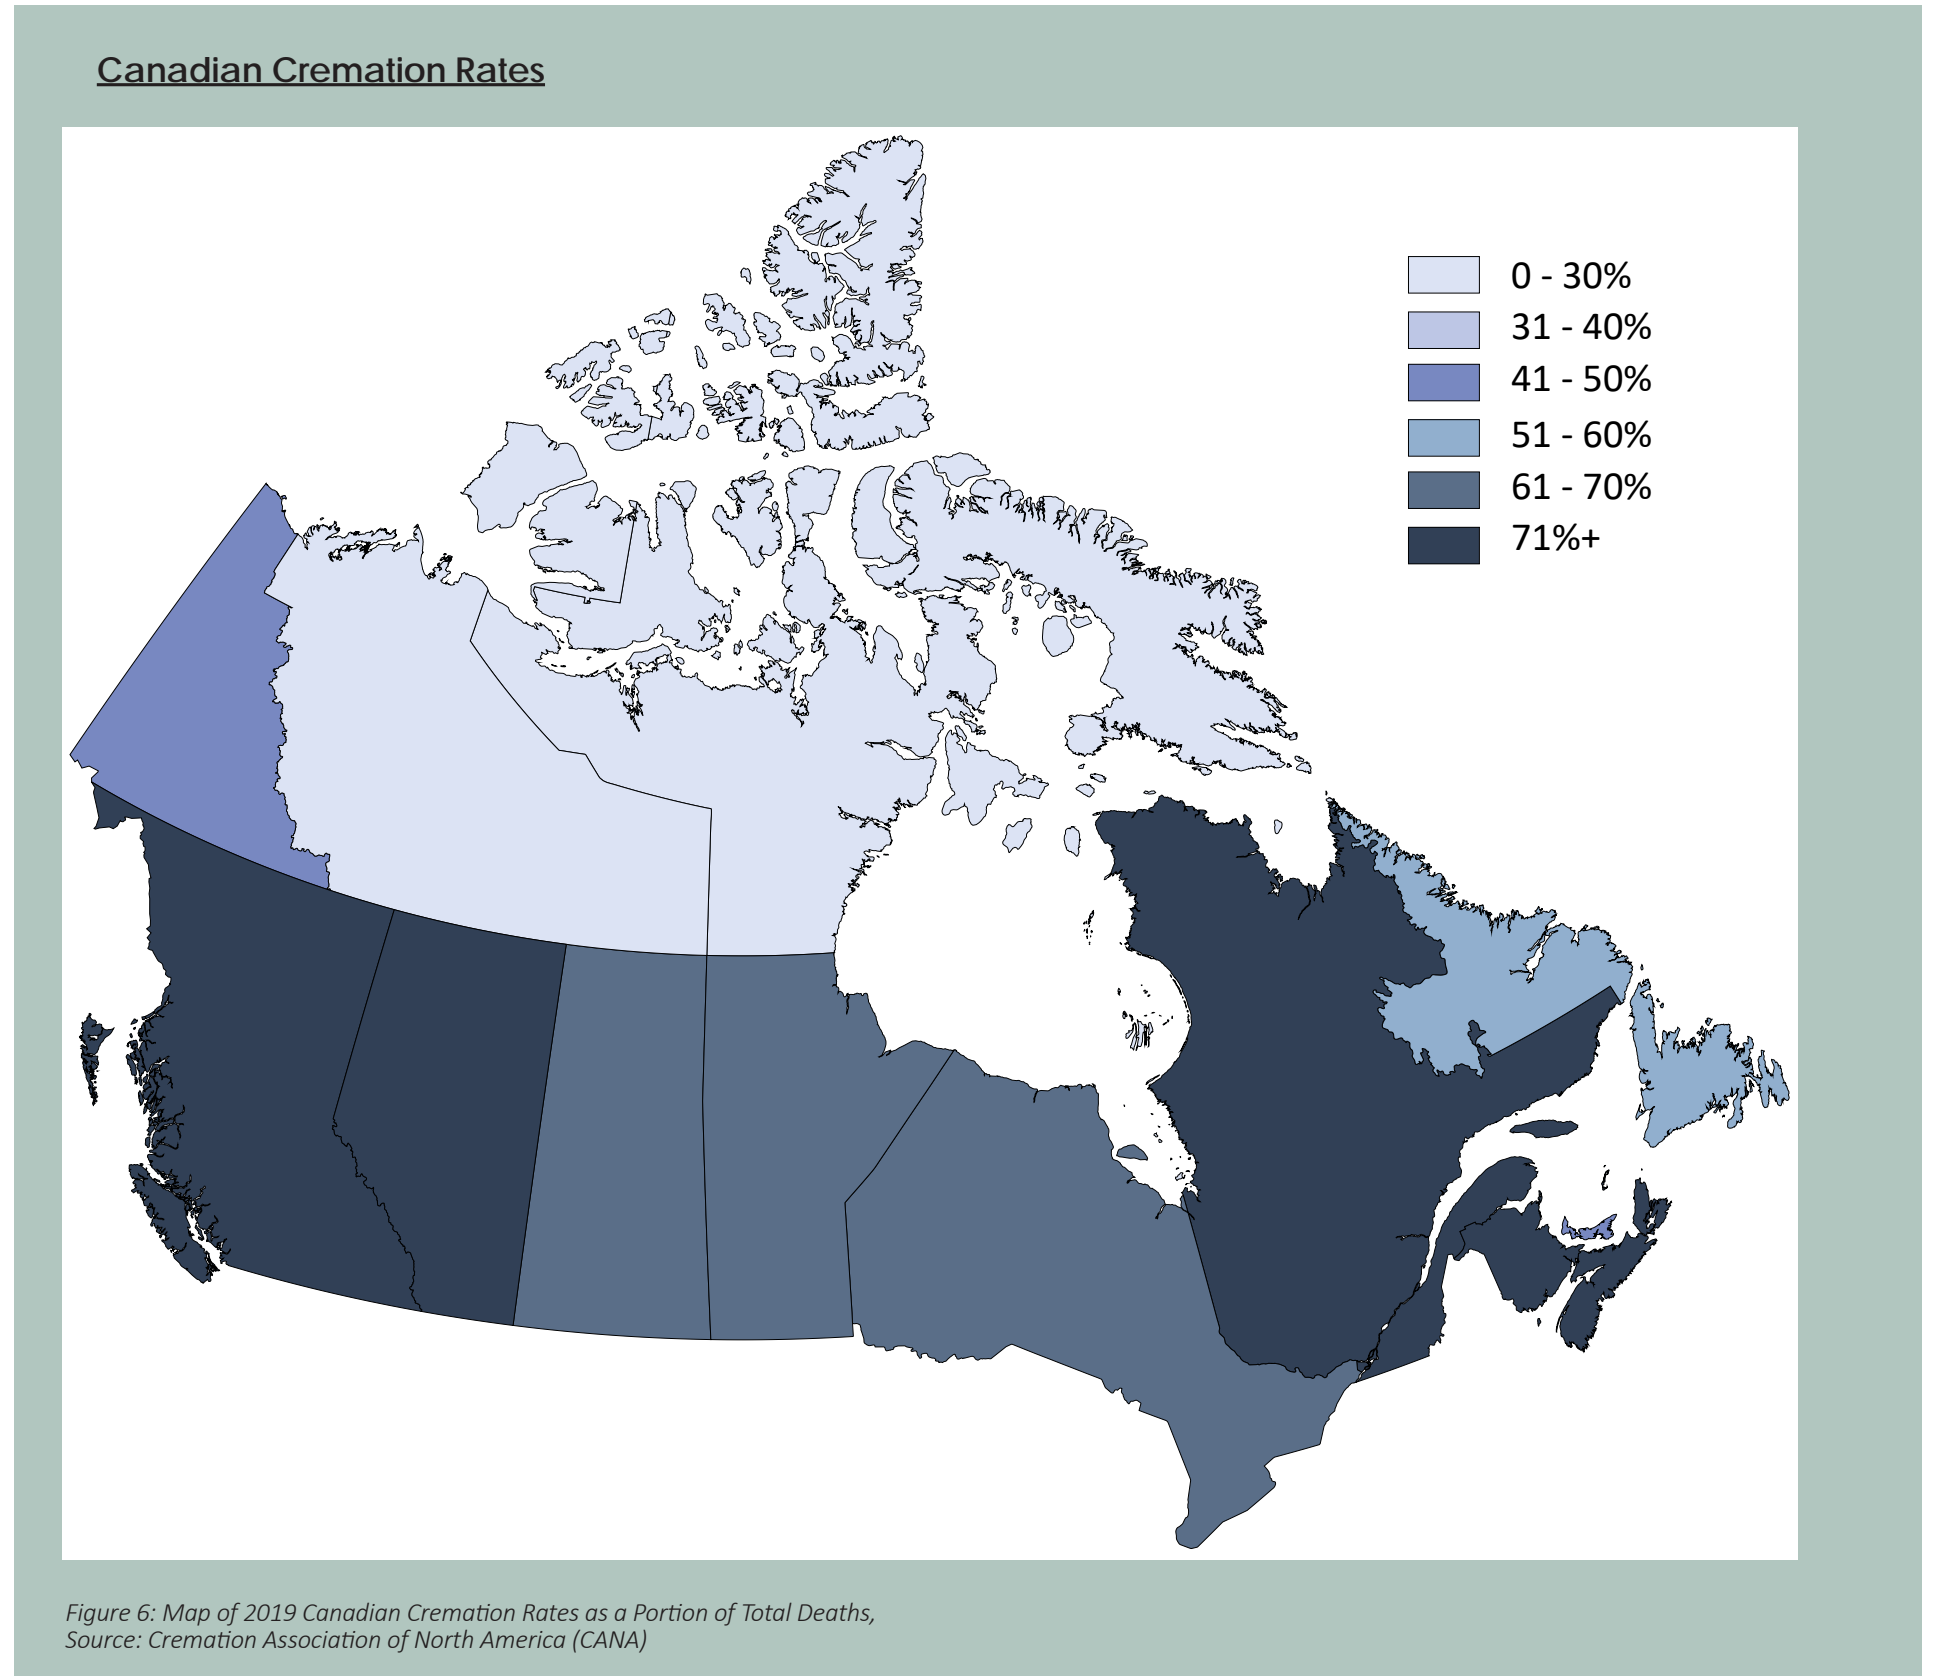 Canadian Cremation Rates
0 - 30%
31 - 40%
41 - 50%
51 - 60%
61 - 70%
71%+
Figure 6: Map of 2019 Canadian Cremation Rates as a Portion of Total Deaths,
Source: Cremation Association of North America (CANA)